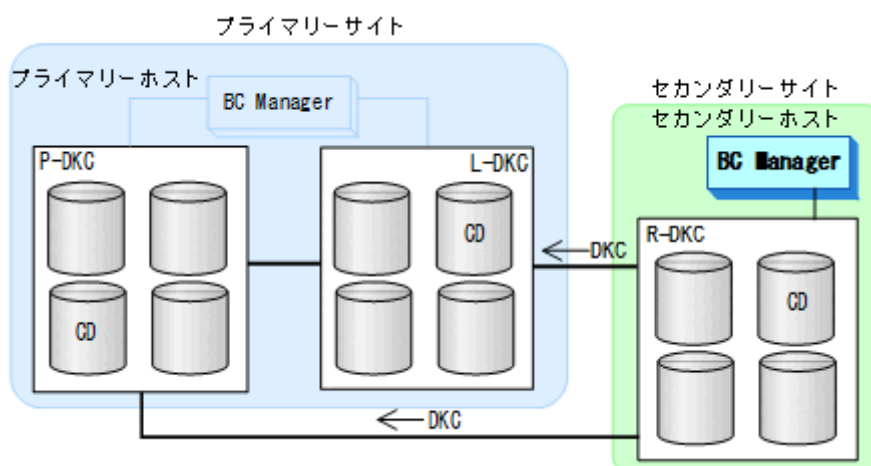 プライマリーサイト
プライマリーホスト
BC Manager
セカンダリーサイト
セカンダリーホスト
BC Manager
P-DKC
L-DKC
CD
CD
R-DKC
CD
←DKC
←DKC